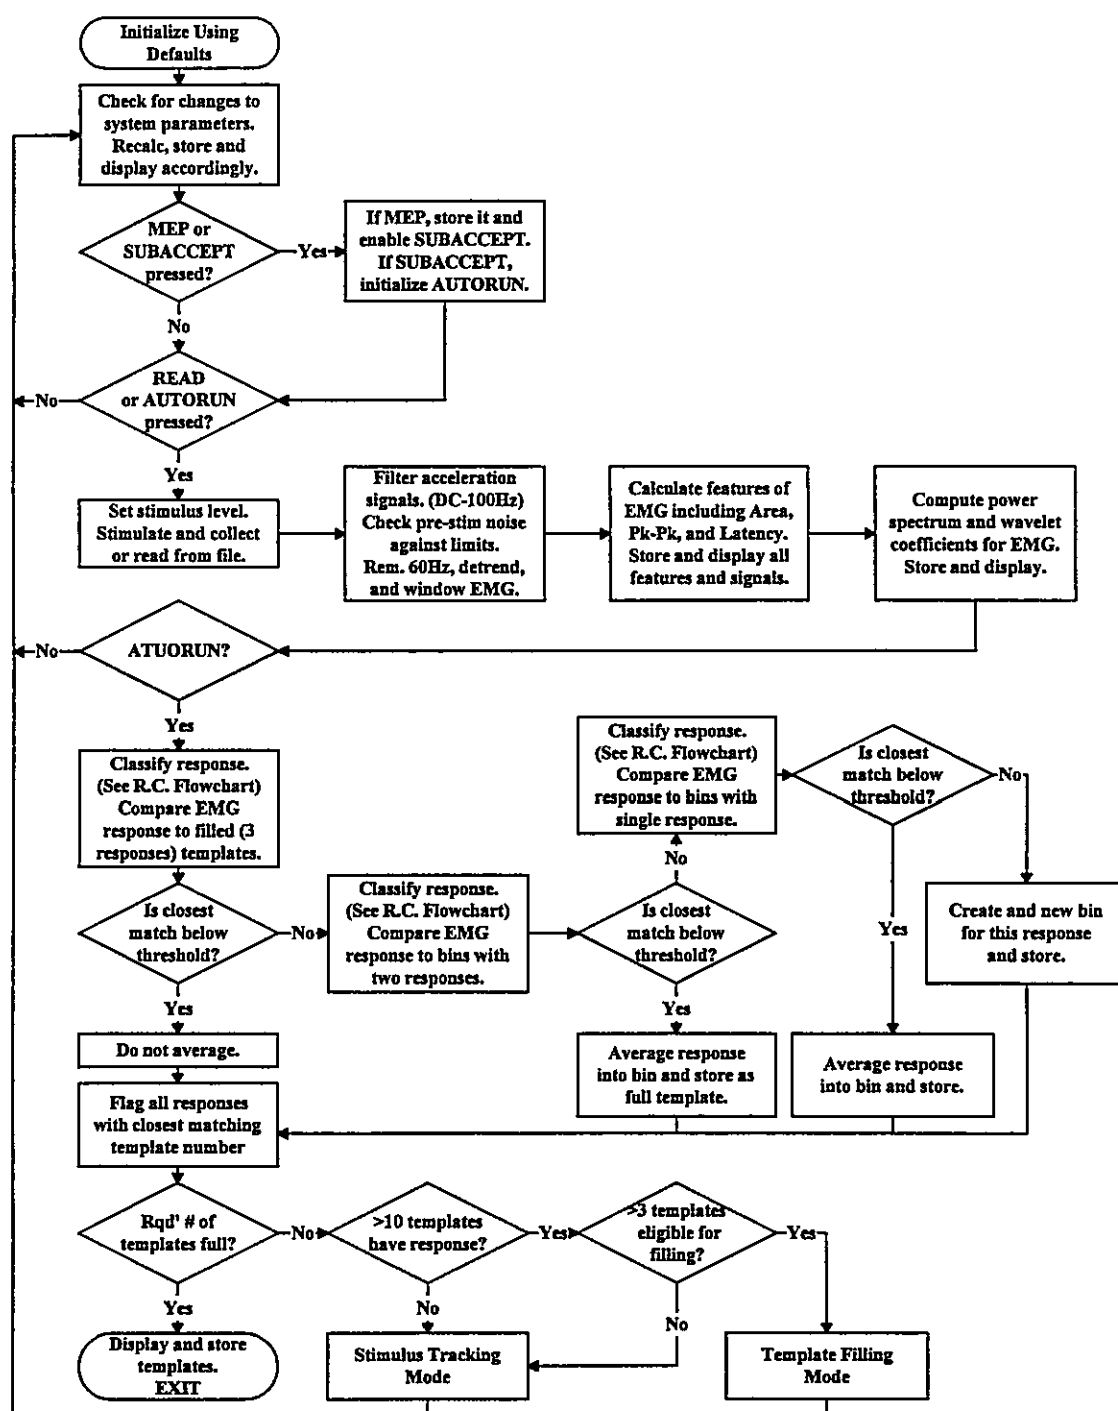 Initialize Using
Defaults
Check for changes to
system parameters.
Recalc, store and
display accordingly.
MEP or
SUBACCEPT
pressed?
Yes
If MEP, store it and
enable SUBACCEPT.
If SUBACCEPT,
initialize AUTORUN.
No
READ
or AUTORUN
pressed?
No
Yes
Set stimulus level.
Stimulate and collect
or read from file.
Filter acceleration
signals. (DC-100Hz)
Check pre-stim noise
against limits.
Rem. 60Hz, detrend,
and window EMG.
Calculate features of
EMG including Area,
Pk-Pk, and Latency.
Store and display all
features and signals.
Compute power
spectrum and wavelet
coefficients for EMG.
Store and display.
ATUORUN?
No
Yes
Classify response.
(See R.C. Flowchart)
Compare EMG
response to filled (3
responses) templates.
Is closest
match below
threshold?
No
Classify response.
(See R.C. Flowchart)
Compare EMG
response to bins with
two responses.
Is closest
match below
threshold?
No
Classify response.
(See R.C. Flowchart)
Compare EMG
response to bins with
single response.
Is closest
match below
threshold?
No
Create and new bin
for this response
and store.
Yes
Yes
Yes
Do not average.
Average response
into bin and store as
full template.
Average response
into bin and store.
Flag all responses
with closest matching
template number
Rqd' # of
templates full?
No
>10 templates
have response?
Yes
>3 templates
eligible for
filling?
Yes
Yes
No
No
Display and store
templates.
EXIT
Stimulus Tracking
Mode
Template Filling
Mode